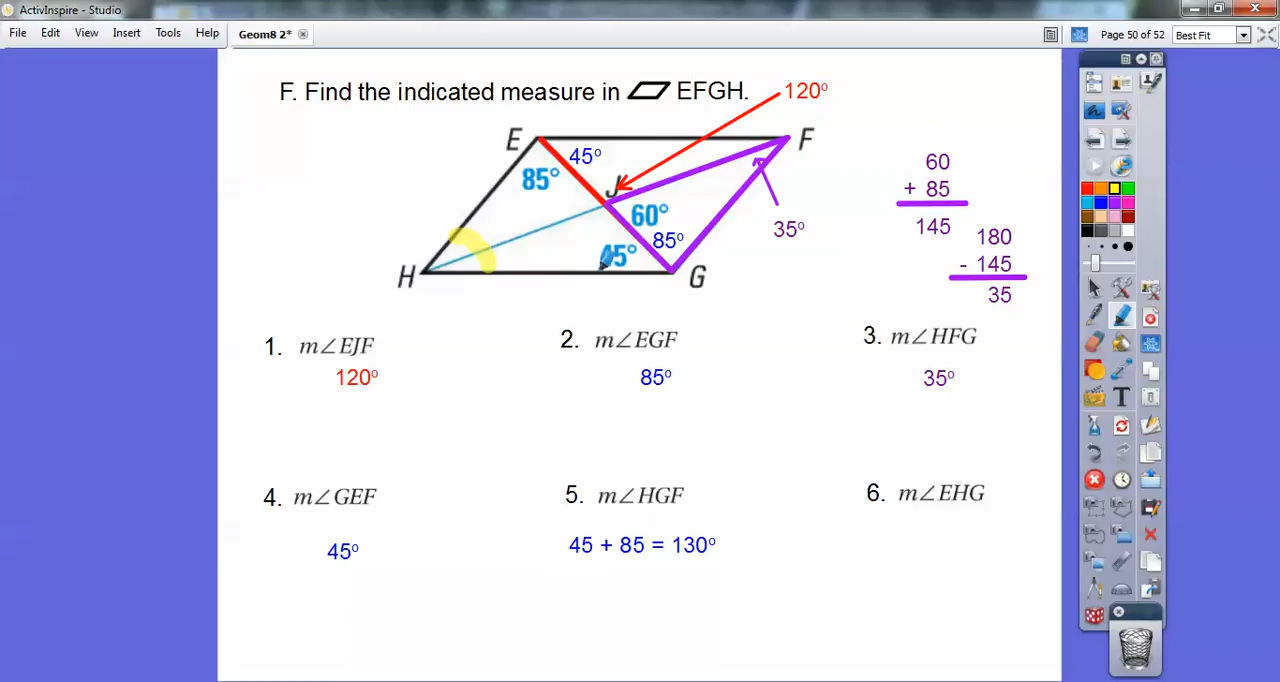 ActivInspire - Studio
File Edit View Insert Tools Help
Geom8 2*
Page 50 of 52
Best Fit
F. Find the indicated measure in EFGH.
120°
E
F
45°
85°
J
60°
85°
45°
35°
H
G
60
+ 85
145
180
- 145
35
1. m∠EJF
120°
2. m∠EGF
85°
3. m∠HFG
35°
4. m∠GEF
45°
5. m∠HGF
45 + 85 = 130°
6. m∠EHG